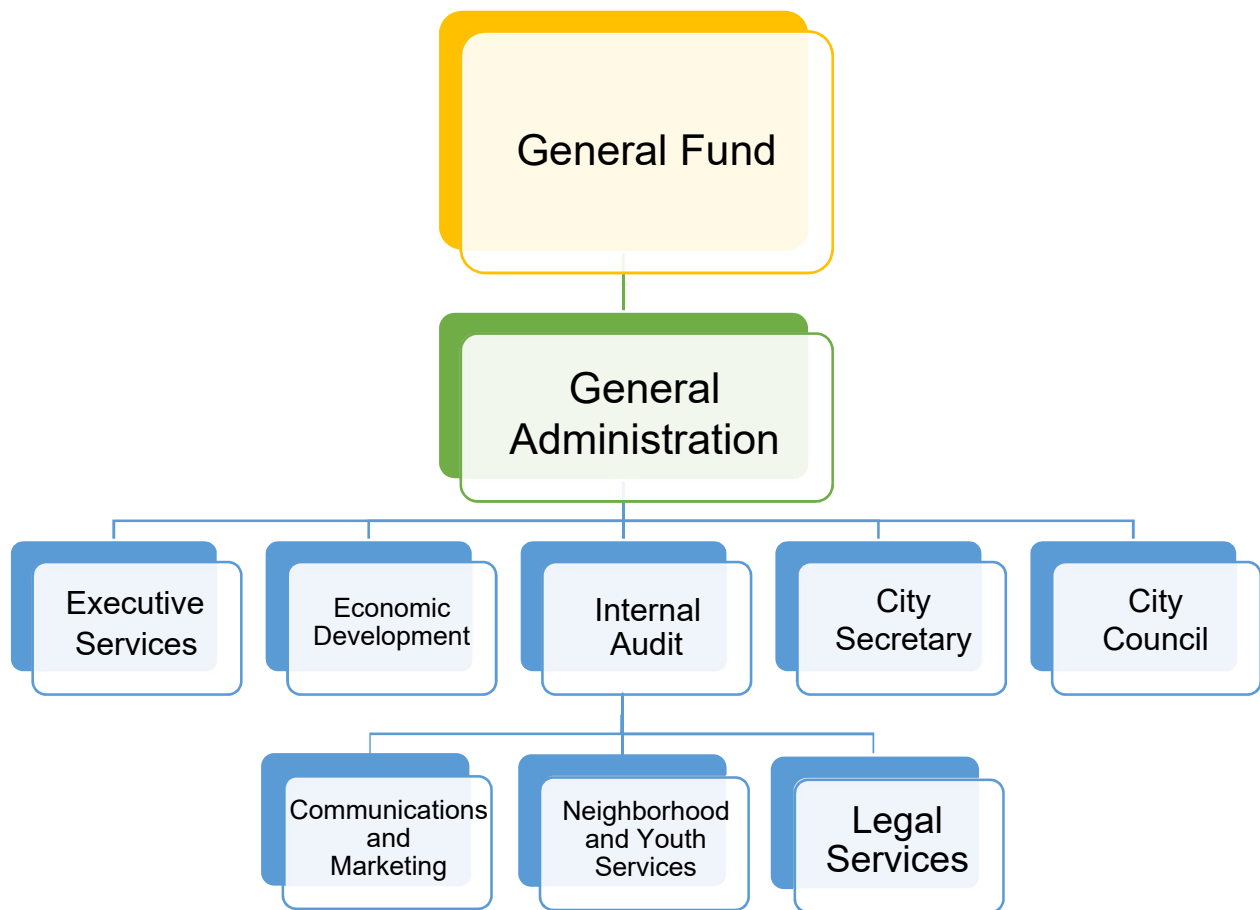 General Fund
General
Administration
Executive
Services
Economic
Development
Internal
Audit
City
Secretary
City
Council
Communications
and
Marketing
Neighborhood
and Youth
Services
Legal
Services